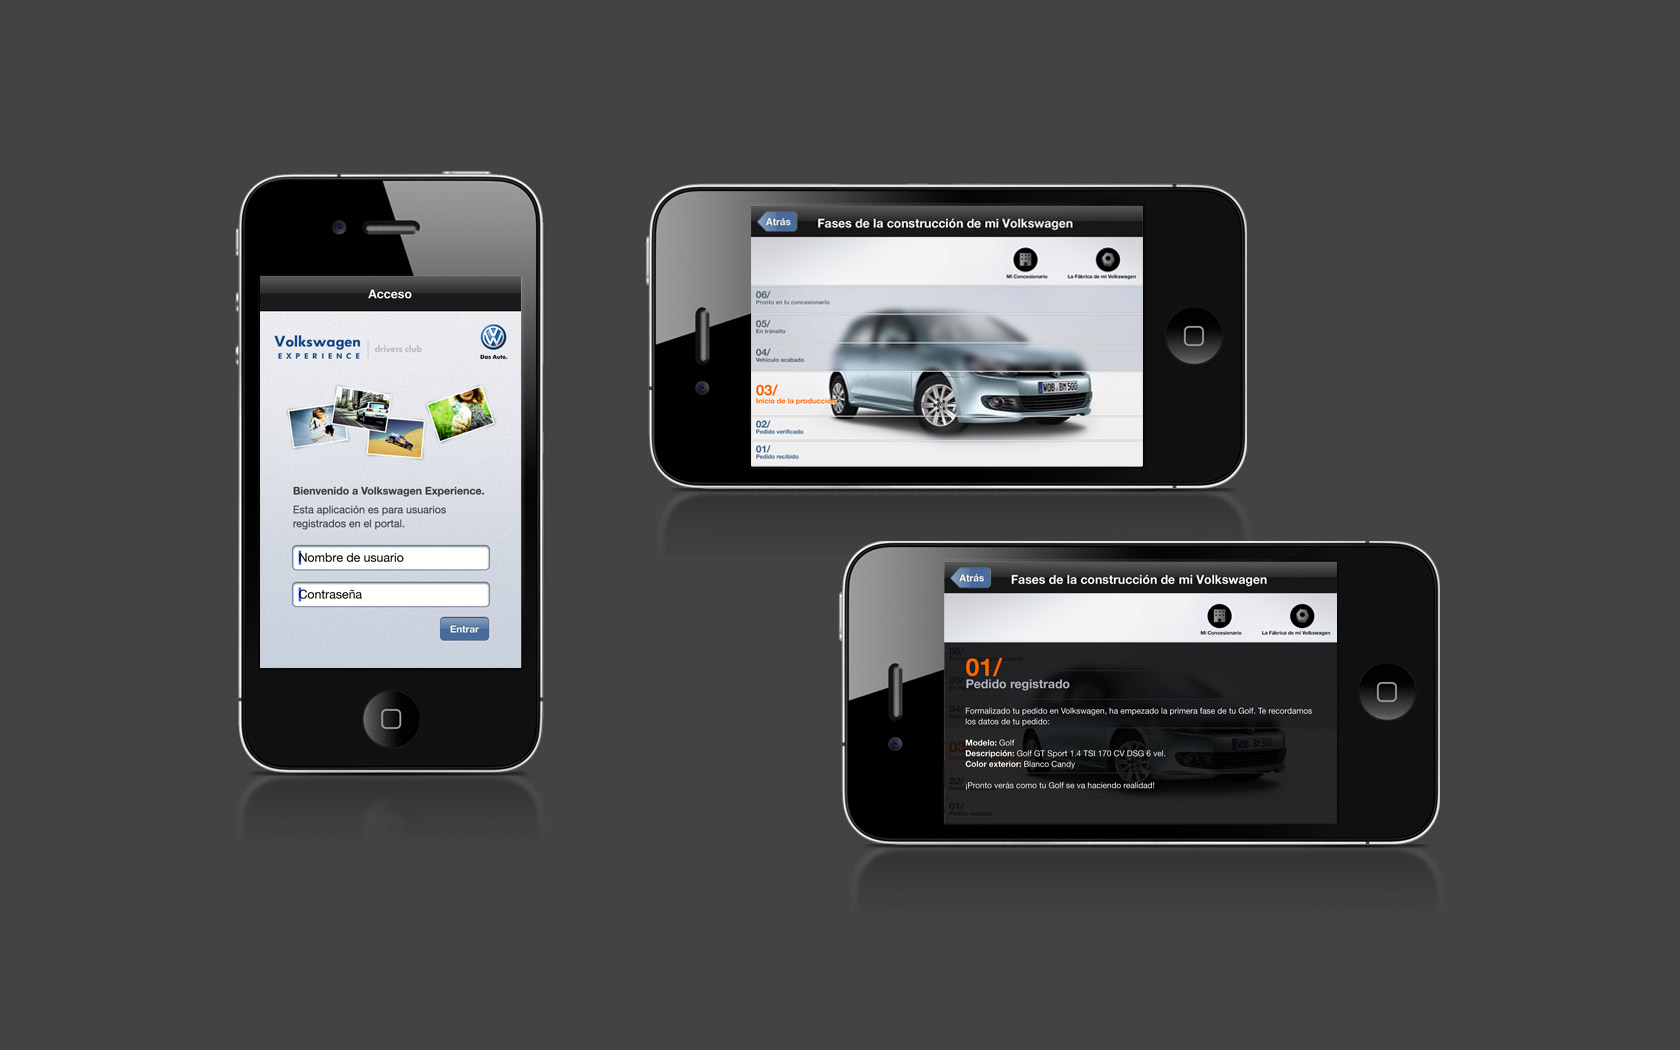 Acceso
Volkswagen
EXPERIENCE
drivers club
Das Auto.
Bienvenido a Volkswagen Experience.
Esta aplicación es para usuarios
registrados en el portal.
Nombre de usuario
Contraseña
Entrar
Atrás
Fases de la construcción de mi Volkswagen
Mi Concesionario
La Fábrica de mi Volkswagen
06/
Pronto en tu concesionario
05/
En tránsito
04/
Vehículo acabado
03/
Inicio de la producción
02/
Pedido verificado
01/
Pedido recibido
WOB BM 500
Atrás
Fases de la construcción de mi Volkswagen
Mi Concesionario
La Fábrica de mi Volkswagen
01/
Pedido registrado
Formalizado tu pedido en Volkswagen, ha empezado la primera fase de tu Golf. Te recordamos
los datos de tu pedido:
Modelo: Golf
Descripción: Golf GT Sport 1.4 TSI 170 CV DSG 6 vel.
Color exterior: Blanco Candy
¡Pronto verás como tu Golf se va haciendo realidad!
06/
05/
04/
03
02/
01/
Pedido recibido
WOB BM 500